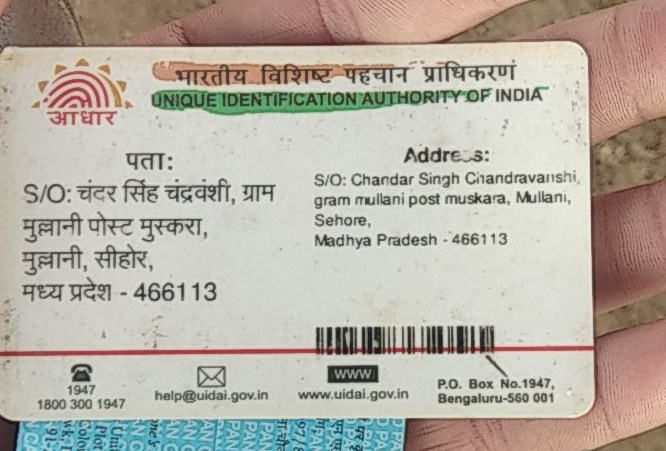 भारतीय विशिष्ट पहचान प्राधिकरण
UNIQUE IDENTIFICATION AUTHORITY OF INDIA
आधार
पता:
S/O: चंदर सिंह चंद्रवंशी, ग्राम
मुल्लानी पोस्ट मुस्करा,
मुल्लानी, सीहोर,
मध्य प्रदेश - 466113
Address:
S/O: Chandar Singh Chandravanshi,
gram mullani post muskara, Mullani,
Sehore,
Madhya Pradesh - 466113
1947
1800 300 1947
help@uidai.gov.in
WWW
www.uidai.gov.in
P.O. Box No.1947,
Bengaluru-560 001